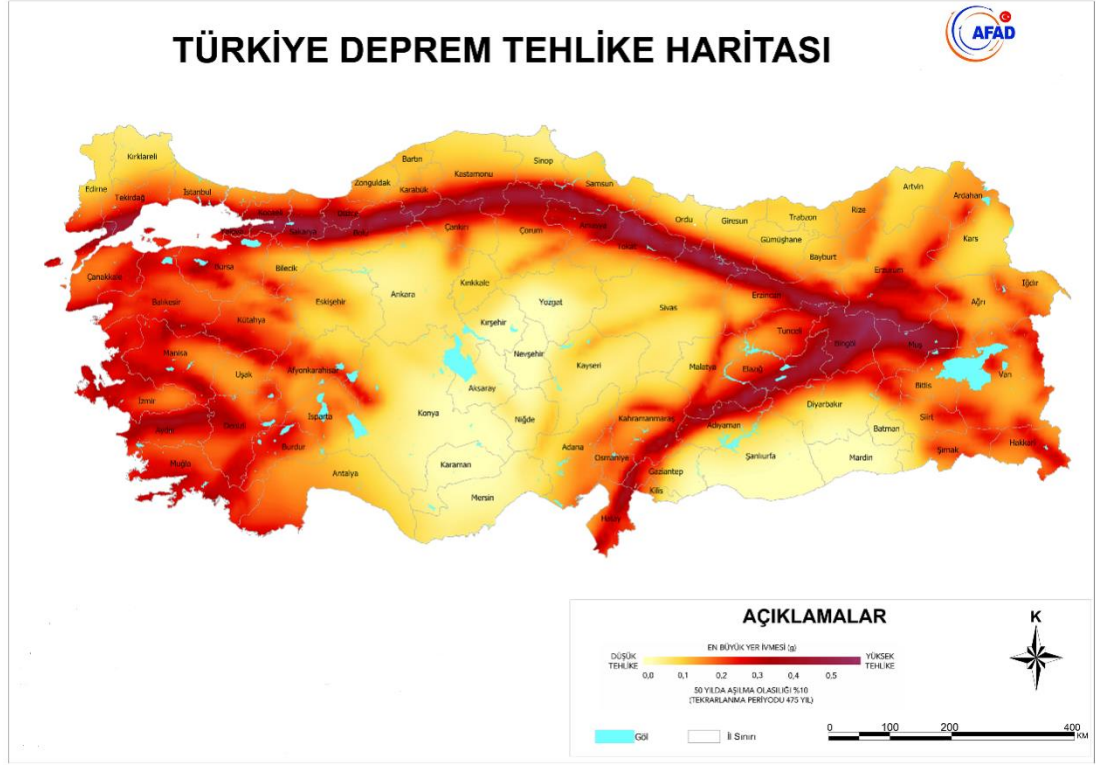 AFAD
TÜRKİYE DEPREM TEHLİKE HARİTASI
Kırklareli
Edirne
Tekirdağ
İstanbul
Zonguldak
Bartın
Karabük
Kastamonu
Sinop
Samsun
Ordu
Giresun
Trabzon
Rize
Artvin
Ardahan
Kars
Gümüşhane
Bayburt
Erzurum
Iğdır
Ağrı
Sakarya
Bolu
Çankırı
Çorum
Amasya
Tokat
Çanakkale
Bursa
Bilecik
Balıkesir
Eskişehir
Ankara
Kırıkkale
Yozgat
Sivas
Erzincan
Tunceli
Bingöl
Muş
Kütahya
Kırşehir
Manisa
Uşak
Afyonkarahisar
Nevşehir
Kayseri
Malatya
Elazığ
Bitlis
Van
İzmir
Aksaray
Aydın
Denizli
Isparta
Konya
Niğde
Kahramanmaraş
Adıyaman
Diyarbakır
Batman
Siirt
Şırnak
Hakkari
Burdur
Muğla
Antalya
Karaman
Mersin
Adana
Osmaniye
Gaziantep
Kilis
Şanlıurfa
Mardin
Hatay
AÇIKLAMALAR
EN BÜYÜK YER İVMESİ (g)
DÜŞÜK TEHLİKE
YÜKSEK TEHLİKE
0,0 0,1 0,2 0,3 0,4 0,5
50 YILDA AŞILMA OLASILIĞI %10
(TEKRARLANMA PERİYODU 475 YIL)
Göl
İl Sınırı
K
0 100 200 400
KM